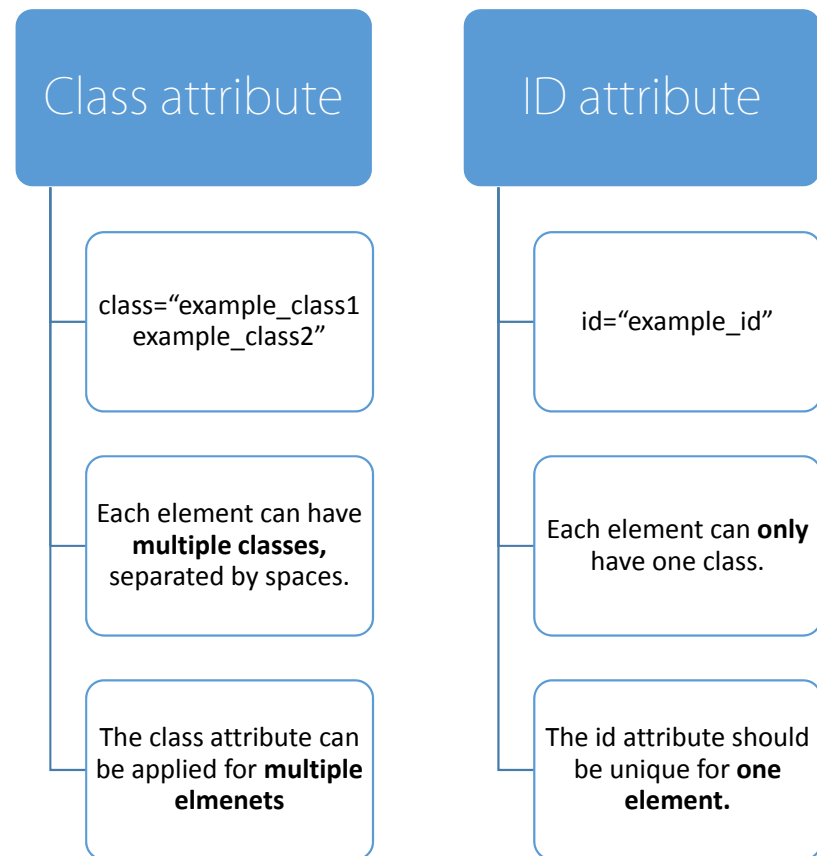 Class attribute
class=“example_class1
example_class2”
Each element can have
multiple classes,
separated by spaces.
The class attribute can
be applied for multiple
elmenets
ID attribute
id=“example_id”
Each element can only
have one class.
The id attribute should
be unique for one
element.